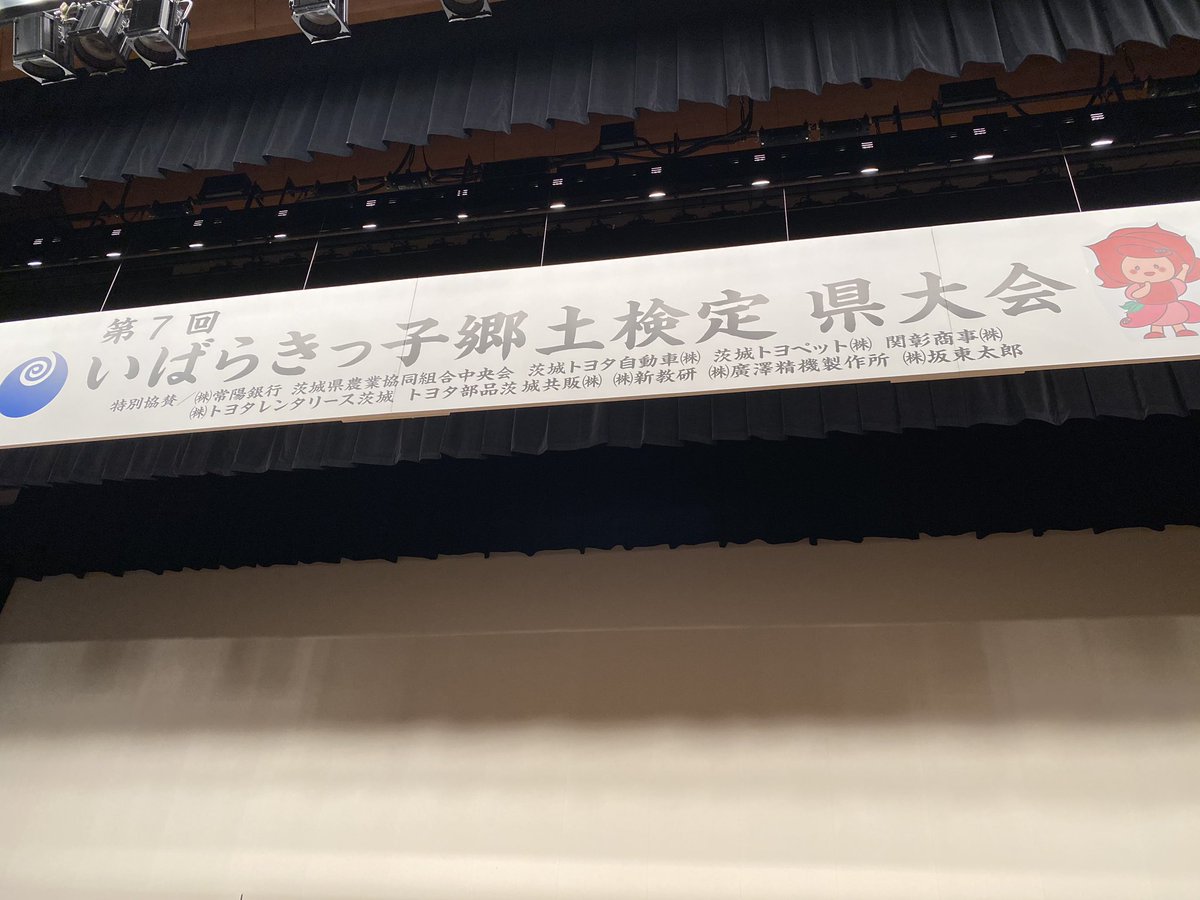 第7回
いばらきっ子郷土検定 県大会
特別協賛/㈱常陽銀行 茨城県農業協同組合中央会 茨城トヨタ自動車㈱ 茨城トヨペット㈱ 関彰商事㈱
㈱トヨタレンタリース茨城 トヨタ部品茨城共販㈱ ㈱新教研 ㈱廣澤精機製作所 ㈱坂東太郎